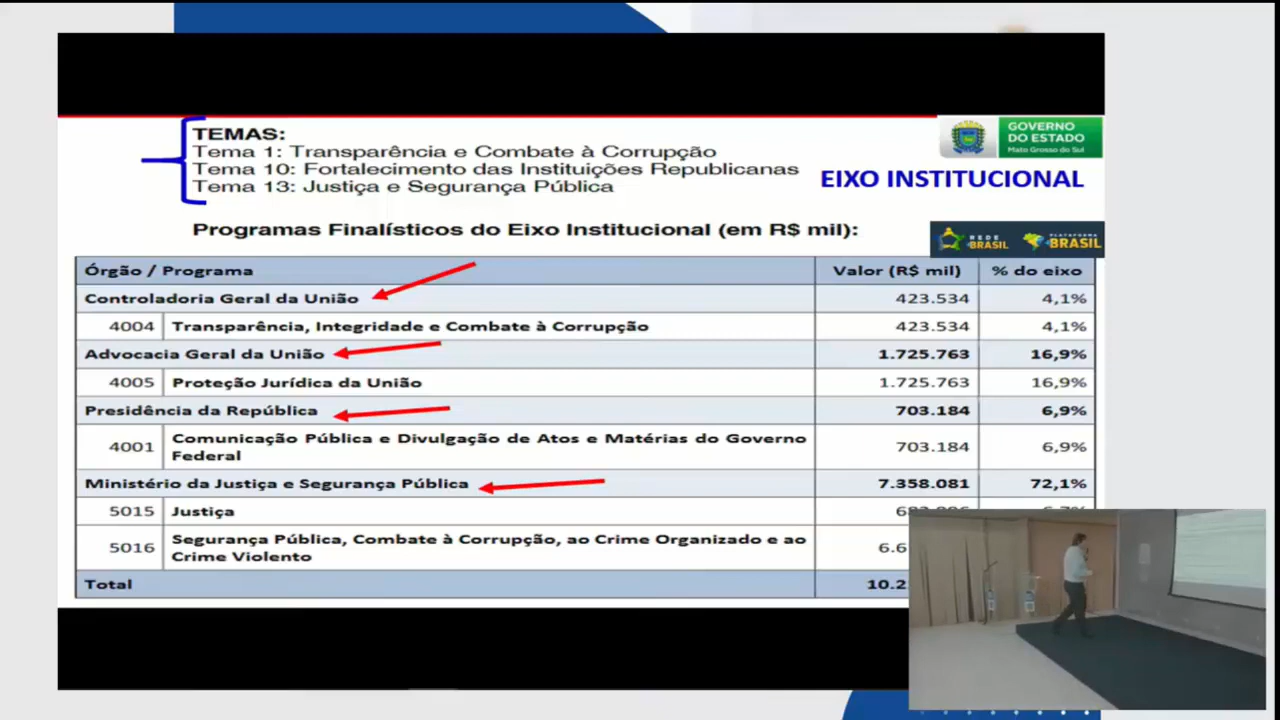 TEMAS:
Tema 1: Transparência e Combate à Corrupção
Tema 10: Fortalecimento das Instituições Republicanas
Tema 13: Justiça e Segurança Pública
GOVERNO
DO ESTADO
Mato Grosso do Sul
EIXO INSTITUCIONAL
Programas Finalísticos do Eixo Institucional (em R$ mil):
REDE
+BRASIL
PLATAFORMA
+BRASIL
Órgão / Programa Valor (R$ mil) % do eixo
Controladoria Geral da União 423.534 4,1%
4004 Transparência, Integridade e Combate à Corrupção 423.534 4,1%
Advocacia Geral da União 1.725.763 16,9%
4005 Proteção Jurídica da União 1.725.763 16,9%
Presidência da República 703.184 6,9%
4001 Comunicação Pública e Divulgação de Atos e Matérias do Governo
Federal 703.184 6,9%
Ministério da Justiça e Segurança Pública 7.358.081 72,1%
5015 Justiça
5016 Segurança Pública, Combate à Corrupção, ao Crime Organizado e ao
Crime Violento 6.6
Total 10.2